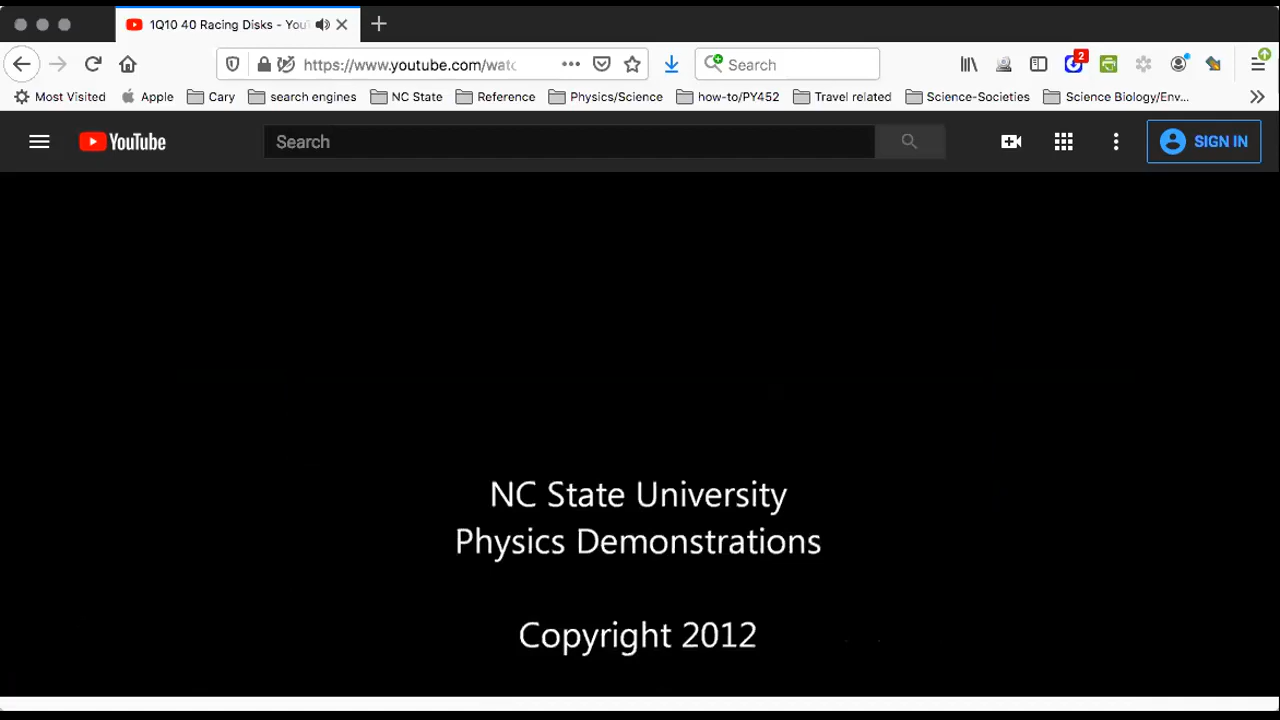 1Q10 40 Racing Disks - You
https://www.youtube.com/watc
Search
2
Most Visited Apple Cary search engines NC State Reference Physics/Science how-to/PY452 Travel related Science-Societies Science Biology/Env...
YouTube
Search
SIGN IN
NC State University
Physics Demonstrations
Copyright 2012